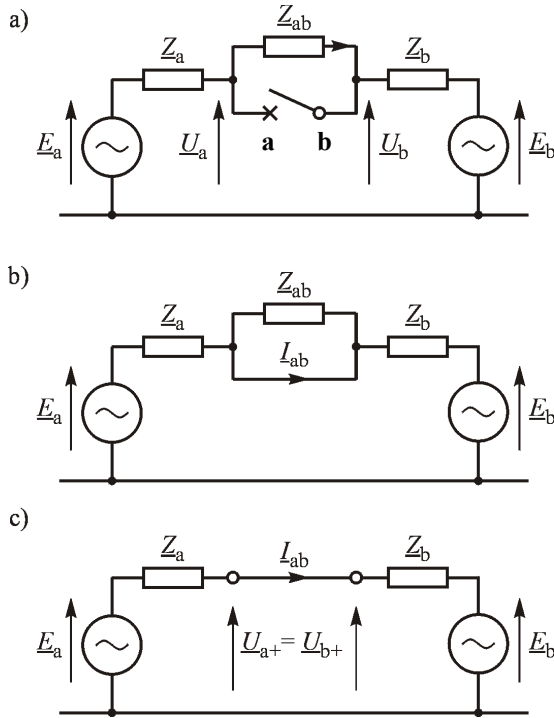 a)
Z_ab
Z_a
Z_b
E_a
U_a
a
b
U_b
E_b
b)
Z_ab
Z_a
Z_b
I_ab
E_a
E_b
c)
Z_a
I_ab
Z_b
E_a
U_a+ = U_b+
E_b